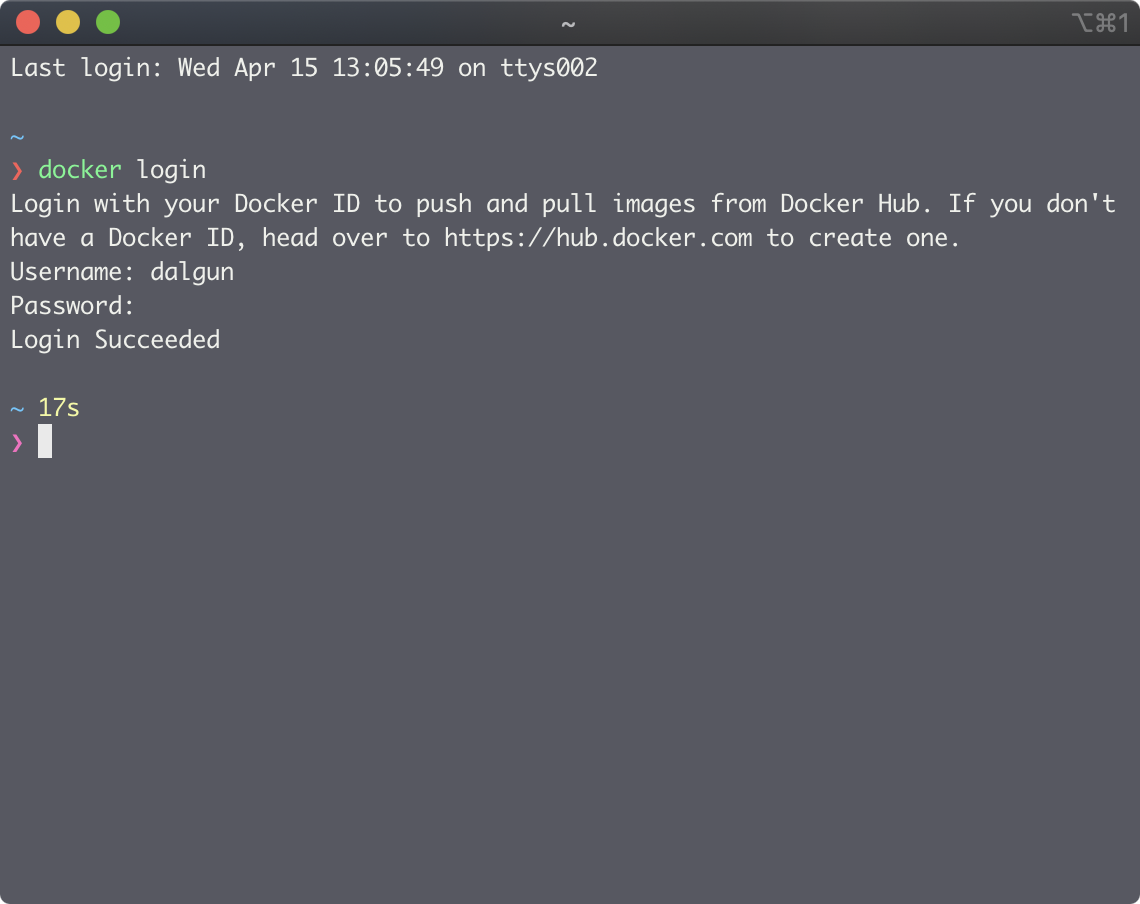 ~ ⌥⌘1
Last login: Wed Apr 15 13:05:49 on ttys002
~
❯ docker login
Login with your Docker ID to push and pull images from Docker Hub. If you don't
have a Docker ID, head over to https://hub.docker.com to create one.
Username: dalgun
Password:
Login Succeeded
~ 17s
❯